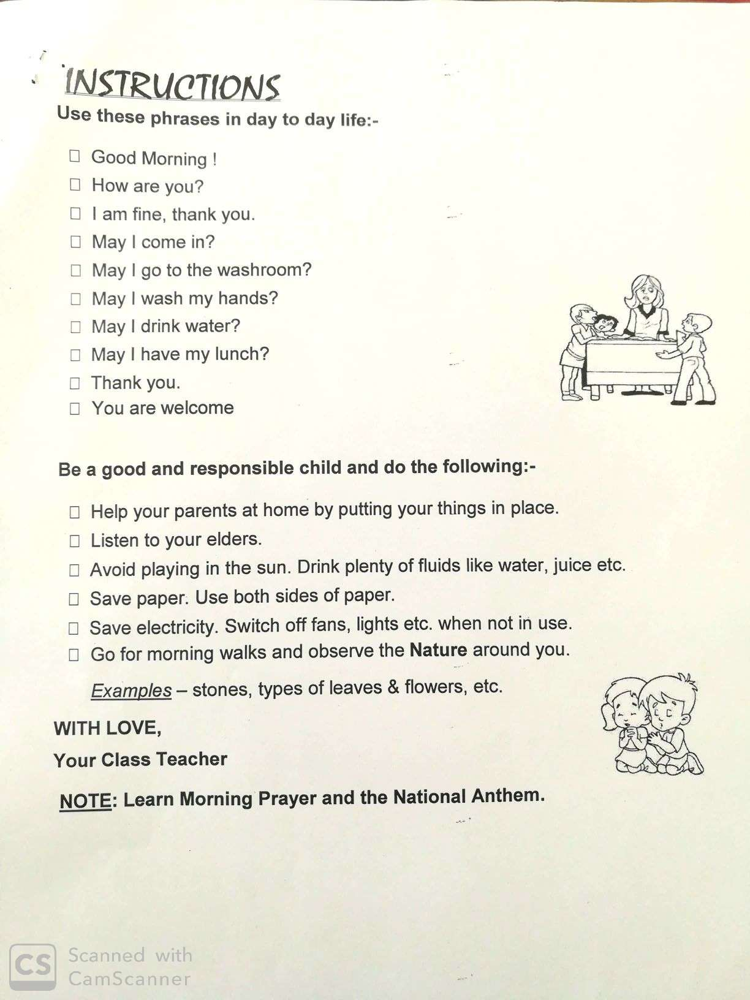 INSTRUCTIONS
Use these phrases in day to day life:-
Good Morning !
How are you?
I am fine, thank you.
May I come in?
May I go to the washroom?
May I wash my hands?
May I drink water?
May I have my lunch?
Thank you.
You are welcome
Be a good and responsible child and do the following:-
Help your parents at home by putting your things in place.
Listen to your elders.
Avoid playing in the sun. Drink plenty of fluids like water, juice etc.
Save paper. Use both sides of paper.
Save electricity. Switch off fans, lights etc. when not in use.
Go for morning walks and observe the Nature around you.
Examples – stones, types of leaves & flowers, etc.
WITH LOVE,
Your Class Teacher
NOTE: Learn Morning Prayer and the National Anthem.
CS Scanned with
CamScanner